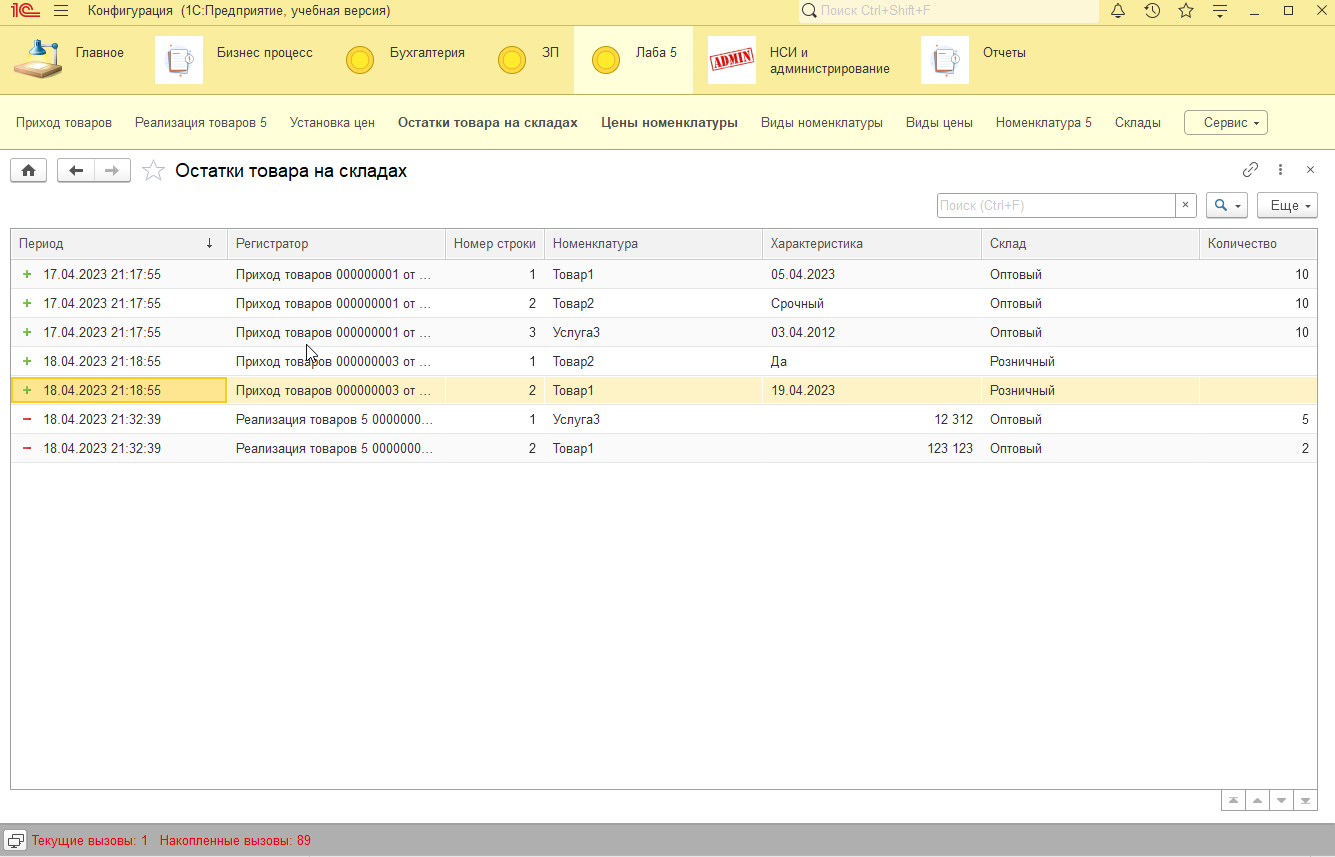 1С Конфигурация (1С:Предприятие, учебная версия) Поиск Ctrl+Shift+F
Главное Бизнес процесс Бухгалтерия ЗП Лаба 5 ADMIN НСИ и администрирование Отчеты
Приход товаров Реализация товаров 5 Установка цен Остатки товара на складах Цены номенклатуры Виды номенклатуры Виды цены Номенклатура 5 Склады Сервис
Остатки товара на складах
Поиск (Ctrl+F) × Еще
Период ↓ Регистратор Номер строки Номенклатура Характеристика Склад Количество
+ 17.04.2023 21:17:55 Приход товаров 000000001 от ... 1 Товар1 05.04.2023 Оптовый 10
+ 17.04.2023 21:17:55 Приход товаров 000000001 от ... 2 Товар2 Срочный Оптовый 10
+ 17.04.2023 21:17:55 Приход товаров 000000001 от ... 3 Услуга3 03.04.2012 Оптовый 10
+ 18.04.2023 21:18:55 Приход товаров 000000003 от ... 1 Товар2 Да Розничный
+ 18.04.2023 21:18:55 Приход товаров 000000003 от ... 2 Товар1 19.04.2023 Розничный
− 18.04.2023 21:32:39 Реализация товаров 5 0000000... 1 Услуга3 12 312 Оптовый 5
− 18.04.2023 21:32:39 Реализация товаров 5 0000000... 2 Товар1 123 123 Оптовый 2
Текущие вызовы: 1 Накопленные вызовы: 89